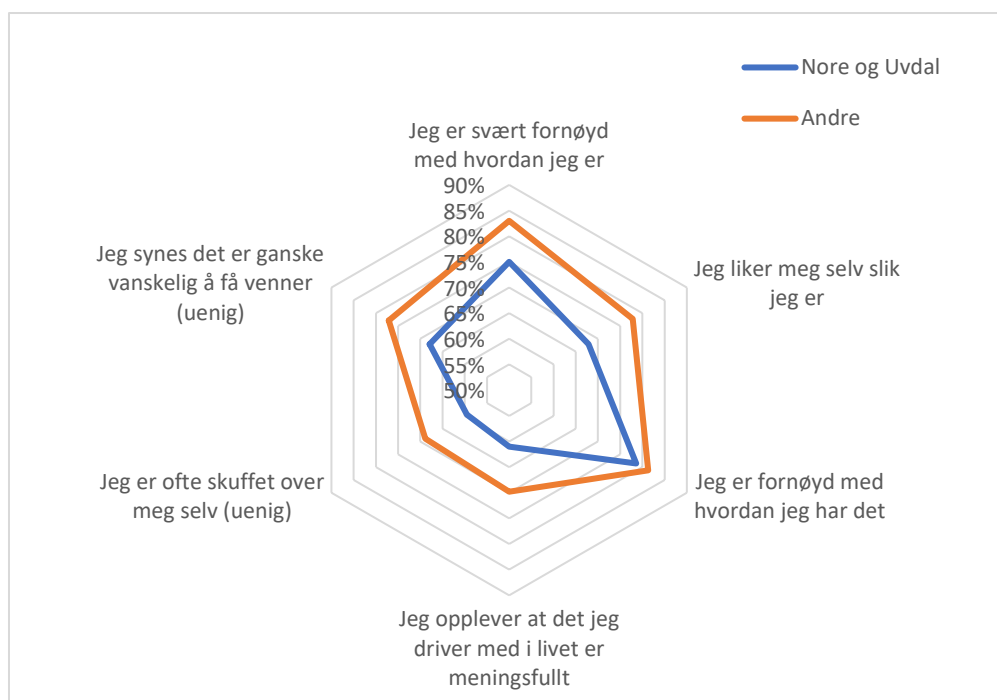 Nore og Uvdal
Andre
Jeg er svært fornøyd
med hvordan jeg er
90%
85%
80%
75%
70%
65%
60%
55%
50%
Jeg liker meg selv slik
jeg er
Jeg er fornøyd med
hvordan jeg har det
Jeg opplever at det jeg
driver med i livet er
meningsfullt
Jeg er ofte skuffet over
meg selv (uenig)
Jeg synes det er ganske
vanskelig å få venner
(uenig)